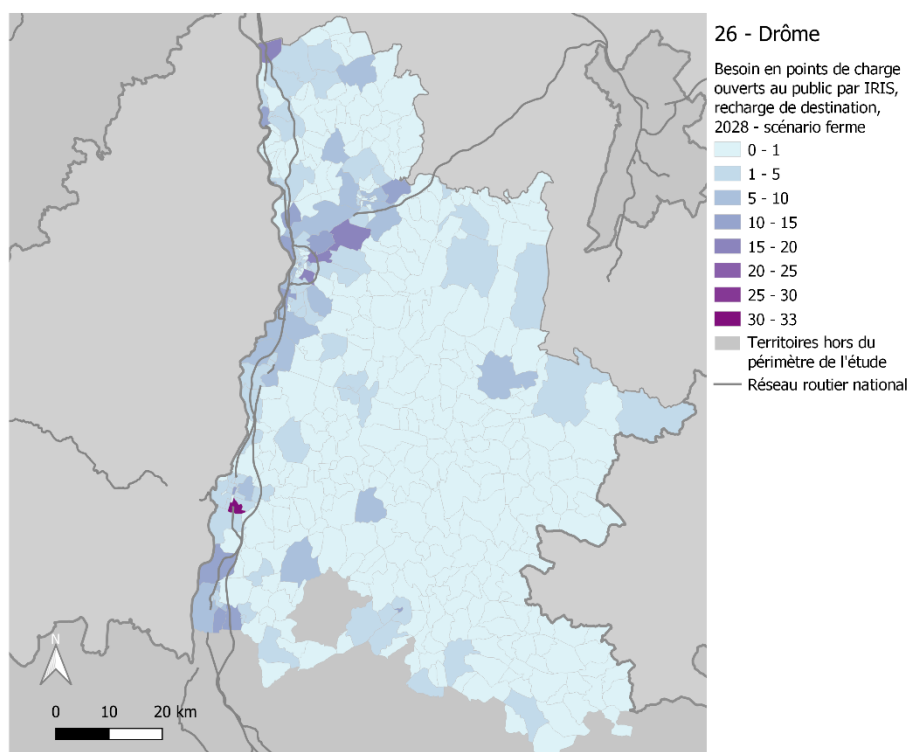 26 - Drôme
Besoin en points de charge
ouverts au public par IRIS,
recharge de destination,
2028 - scénario ferme
0 - 1
1 - 5
5 - 10
10 - 15
15 - 20
20 - 25
25 - 30
30 - 33
Territoires hors du
périmètre de l'étude
Réseau routier national
N
0 10 20 km